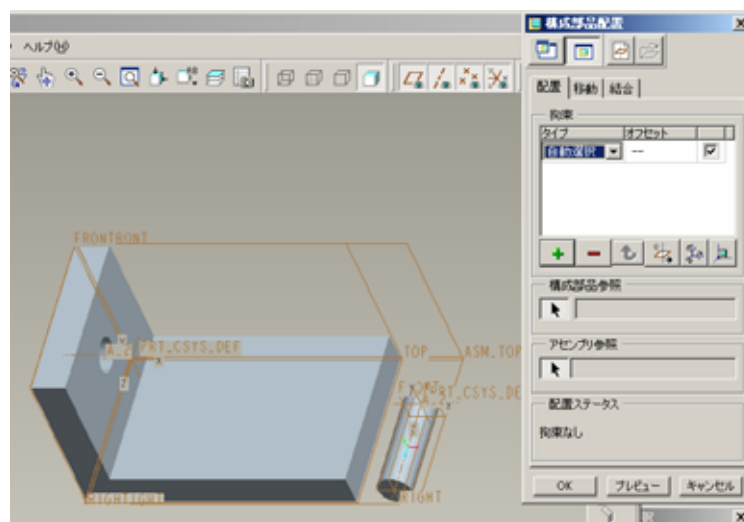 構成部品配置
ヘルプ(H)
配置 移動 結合
拘束
タイプ オフセット
自動選択 --
構成部品参照
アセンブリ参照
配置ステータス
拘束なし
OK プレビュー キャンセル
FRONTRONT
PRT_CSYS_DEF
TOP ASM_TOP
RIGHTIGHT
RIGHT